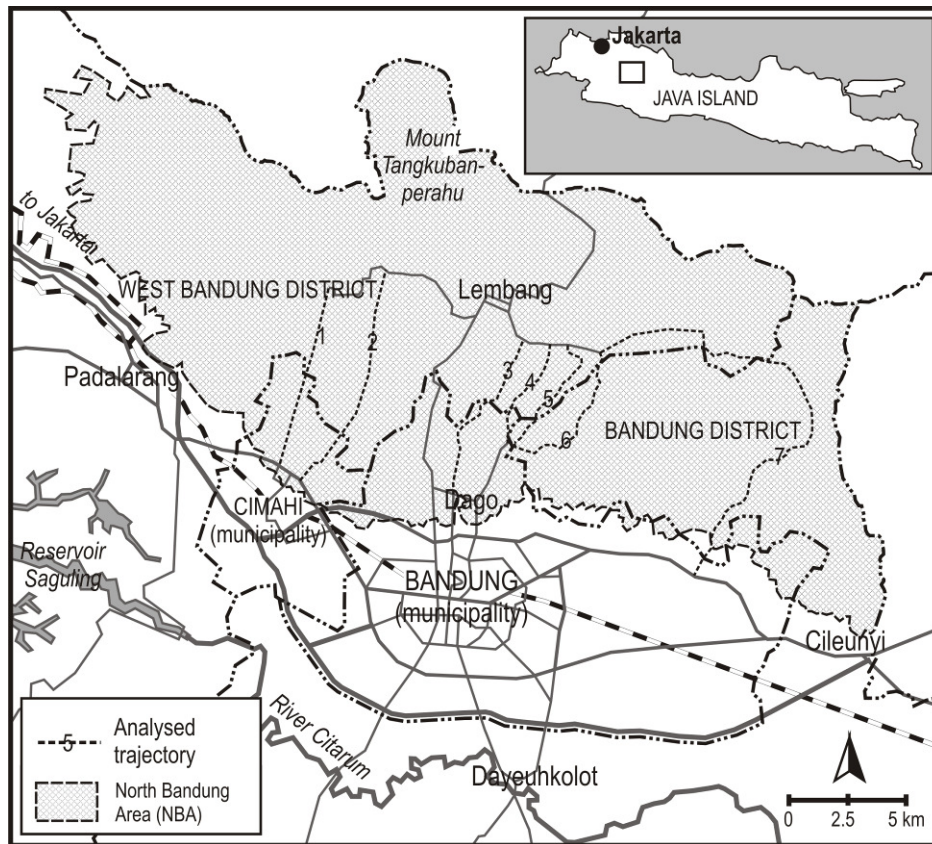 Jakarta
JAVA ISLAND
Mount
Tangkuban-
perahu
to Jakarta
WEST BANDUNG DISTRICT
Lembang
1
2
3
4
5
6
7
Padalarang
BANDUNG DISTRICT
Dago
CIMAHI
(municipality)
Reservoir
Saguling
BANDUNG
(municipality)
Cileunyi
River Citarum
Dayeuhkolot
5
Analysed
trajectory
North Bandung
Area (NBA)
0 2.5 5 km